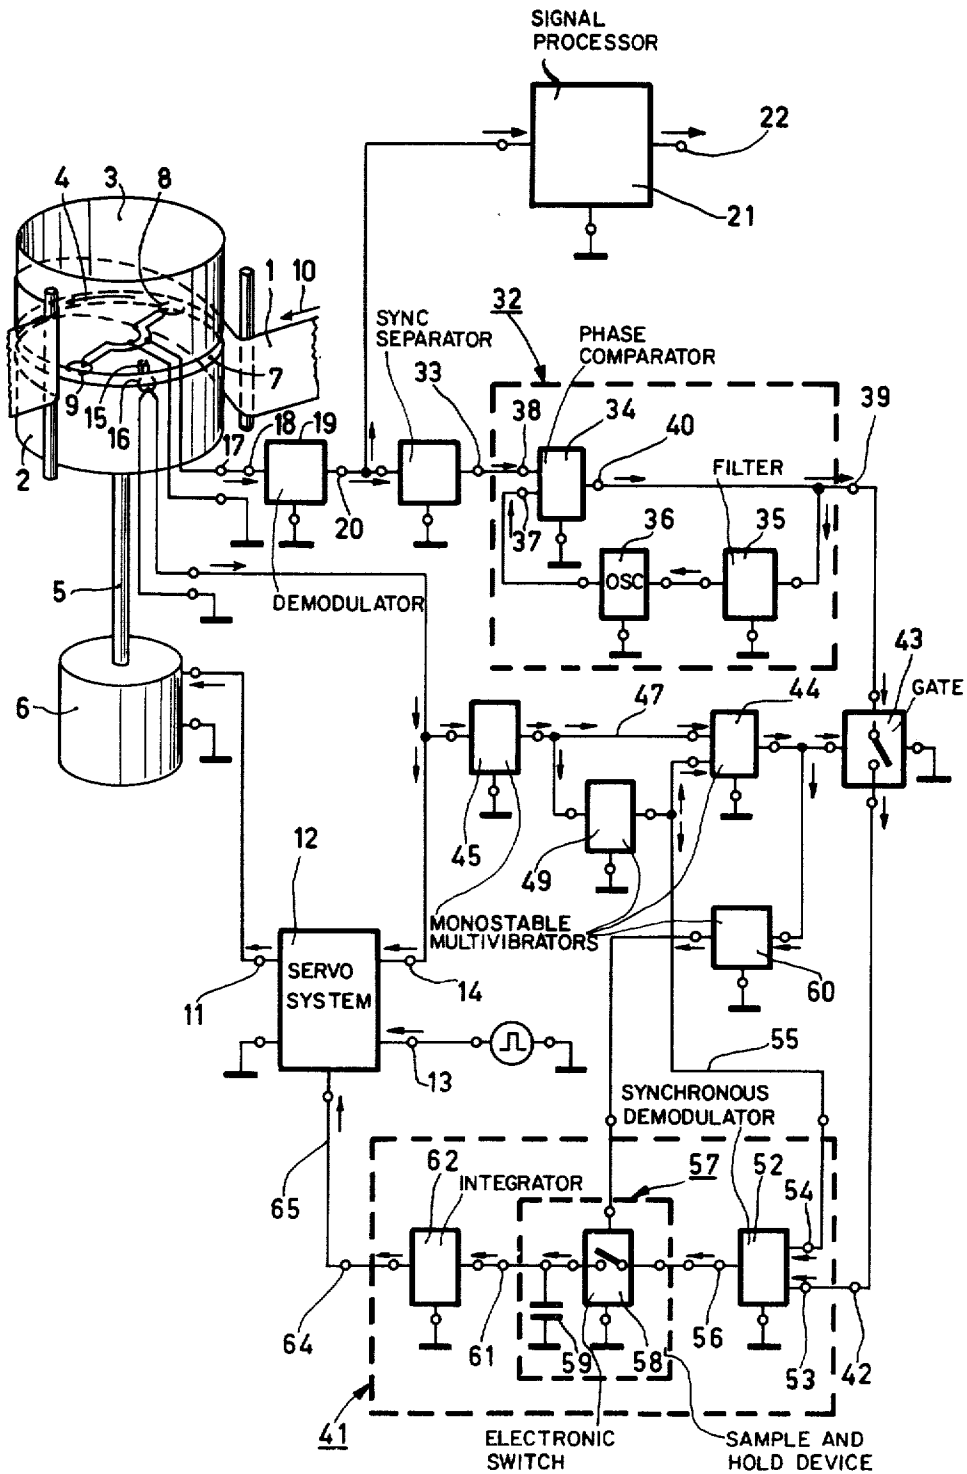 SIGNAL
PROCESSOR
22
21
4 3 8
1 10
SYNC
SEPARATOR
32
PHASE
COMPARATOR
33 38 34 40 39
7
9 15 16
2
17 18 19
20
37
FILTER
36 35
OSC
5
DEMODULATOR
6
43
GATE
47 44
45 49
MONOSTABLE
MULTIVIBRATORS
60
12
SERVO
SYSTEM
11 14
13
55
SYNCHRONOUS
DEMODULATOR
65
62
INTEGRATOR
57 52 54
64 61 59 58 56 53 42
41
ELECTRONIC
SWITCH
SAMPLE AND
HOLD DEVICE